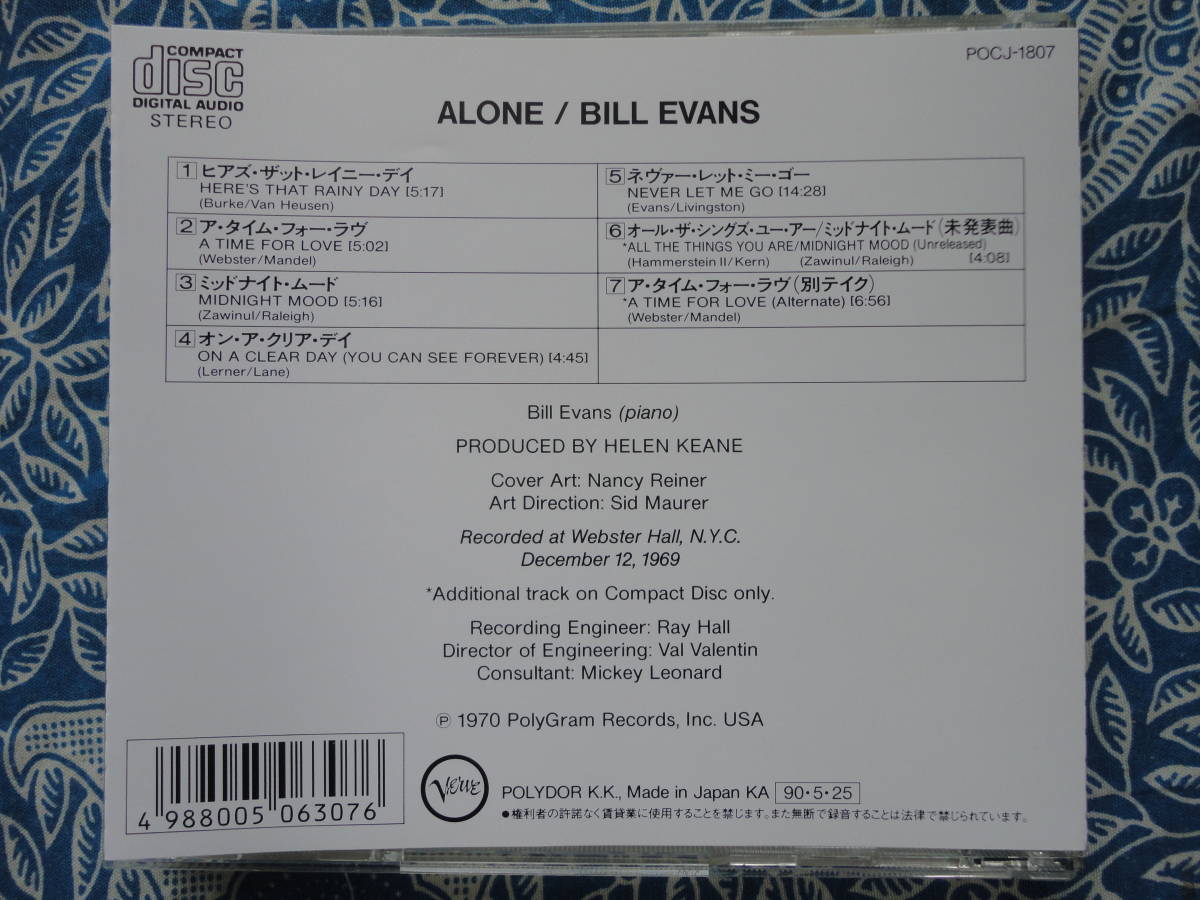 COMPACT
disc
DIGITAL AUDIO
STEREO
POCJ-1807
ALONE / BILL EVANS
1 ヒアズ・ザット・レイニー・デイ
HERE'S THAT RAINY DAY [5:17]
(Burke/Van Heusen)
2 ア・タイム・フォー・ラヴ
A TIME FOR LOVE [5:02]
(Webster/Mandel)
3 ミッドナイト・ムード
MIDNIGHT MOOD [5:16]
(Zawinul/Raleigh)
4 オン・ア・クリア・デイ
ON A CLEAR DAY (YOU CAN SEE FOREVER) [4:45]
(Lerner/Lane)
5 ネヴァー・レット・ミー・ゴー
NEVER LET ME GO [14:28]
(Evans/Livingston)
6 オール・ザ・シングズ・ユー・アー/ミッドナイト・ムード(未発表曲)
*ALL THE THINGS YOU ARE/MIDNIGHT MOOD (Unreleased)
(Hammerstein II/Kern) (Zawinul/Raleigh) [4:08]
7 ア・タイム・フォー・ラヴ(別テイク)
*A TIME FOR LOVE (Alternate) [6:56]
(Webster/Mandel)
Bill Evans (piano)
PRODUCED BY HELEN KEANE
Cover Art: Nancy Reiner
Art Direction: Sid Maurer
Recorded at Webster Hall, N.Y.C.
December 12, 1969
*Additional track on Compact Disc only.
Recording Engineer: Ray Hall
Director of Engineering: Val Valentin
Consultant: Mickey Leonard
℗ 1970 PolyGram Records, Inc. USA
4 988005 063076
Verve
POLYDOR K.K., Made in Japan KA 90・5・25
●権利者の許諾なく賃貸業に使用することを禁じます。また無断で録音することは法律で禁じられています。